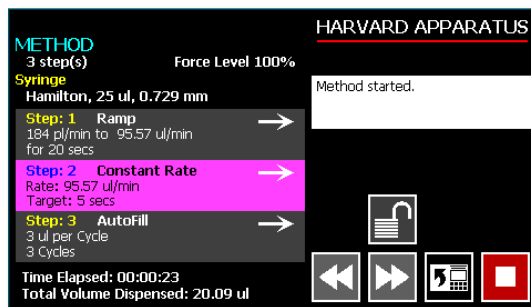 METHOD
3 step(s) Force Level 100%
Syringe
Hamilton, 25 ul, 0.729 mm
Step: 1 Ramp
184 pl/min to 95.57 ul/min
for 20 secs
Step: 2 Constant Rate
Rate: 95.57 ul/min
Target: 5 secs
Step: 3 AutoFill
3 ul per Cycle
3 Cycles
Time Elapsed: 00:00:23
Total Volume Dispensed: 20.09 ul
HARVARD APPARATUS
Method started.